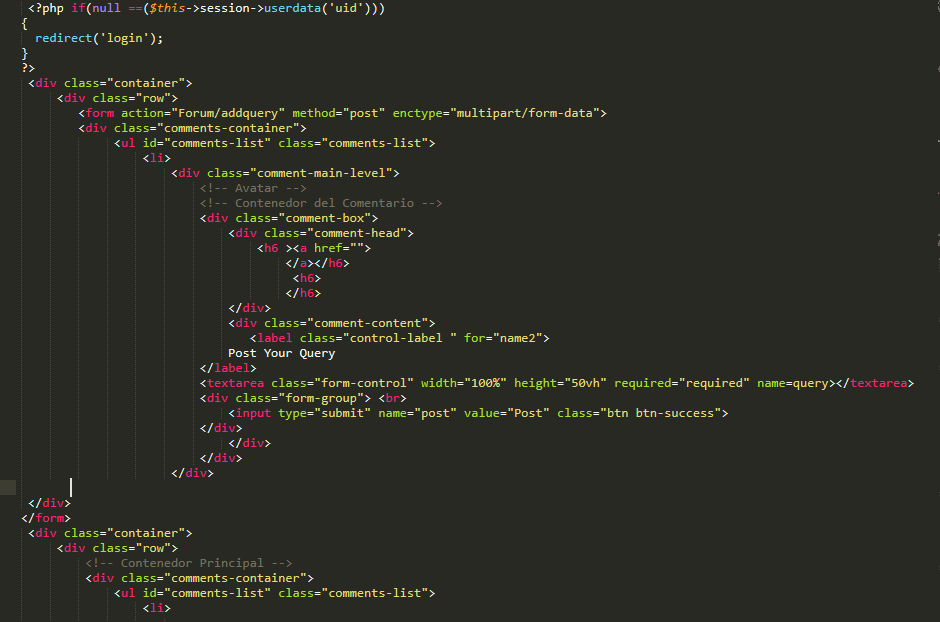 <?php if(null ==($this->session->userdata('uid')))
{
redirect('login');
}
?>
<div class="container">
<div class="row">
<form action="Forum/addquery" method="post" enctype="multipart/form-data">
<div class="comments-container">
<ul id="comments-list" class="comments-list">
<li>
<div class="comment-main-level">
<!-- Avatar -->
<!-- Contenedor del Comentario -->
<div class="comment-box">
<div class="comment-head">
<h6 ><a href="">
</a></h6>
<h6>
</h6>
</div>
<div class="comment-content">
<label class="control-label " for="name2">
Post Your Query
</label>
<textarea class="form-control" width="100%" height="50vh" required="required" name=query></textarea>
<div class="form-group"> <br>
<input type="submit" name="post" value="Post" class="btn btn-success">
</div>
</div>
</div>
</div>
</div>
</form>
<div class="container">
<div class="row">
<!-- Contenedor Principal -->
<div class="comments-container">
<ul id="comments-list" class="comments-list">
<li>